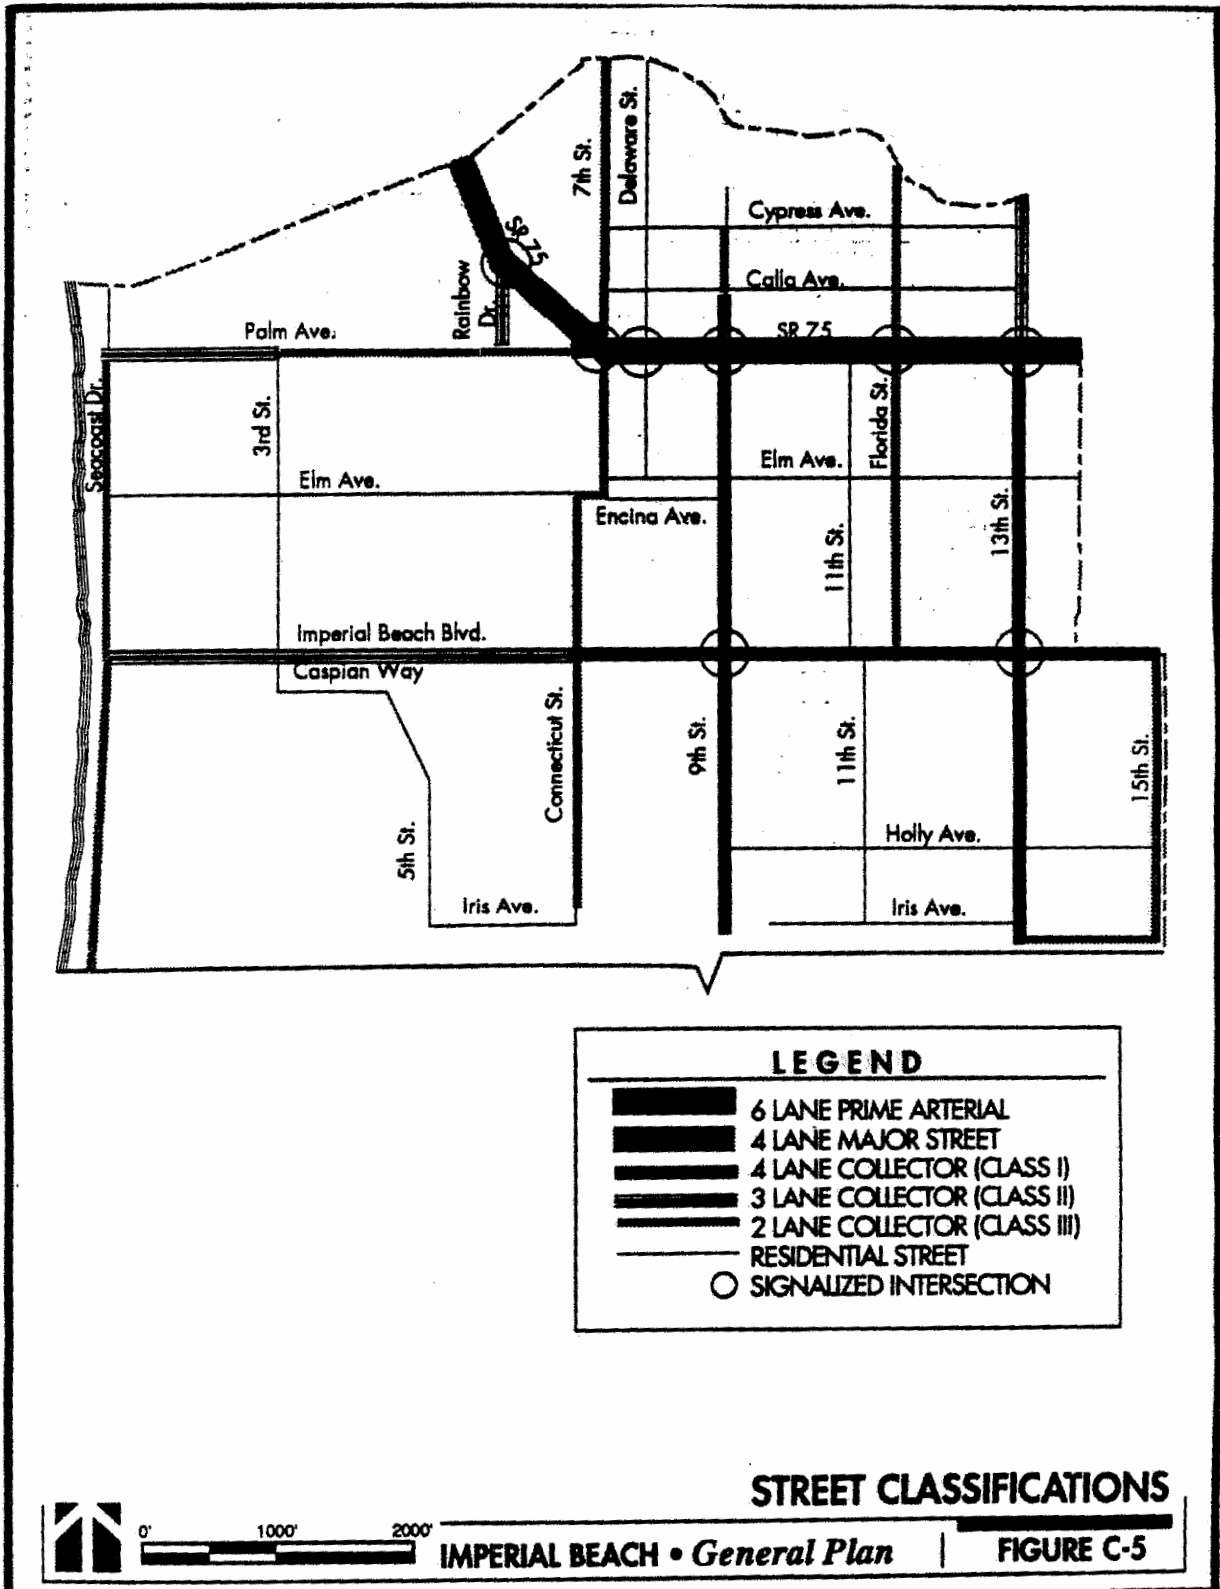 7th St.
Delaware St.
Cypress Ave.
SR 75
Rainbow
Dr.
Calla Ave.
Palm Ave.
SR 75
Seacoast Dr.
3rd St.
Florida St.
Elm Ave.
Elm Ave.
Encina Ave.
11th St.
13th St.
Imperial Beach Blvd.
Caspian Way
Connecticut St.
9th St.
11th St.
15th St.
5th St.
Holly Ave.
Iris Ave.
Iris Ave.
LEGEND
6 LANE PRIME ARTERIAL
4 LANE MAJOR STREET
4 LANE COLLECTOR (CLASS I)
3 LANE COLLECTOR (CLASS II)
2 LANE COLLECTOR (CLASS III)
RESIDENTIAL STREET
SIGNALIZED INTERSECTION
STREET CLASSIFICATIONS
0' 1000' 2000'
IMPERIAL BEACH • General Plan | FIGURE C-5